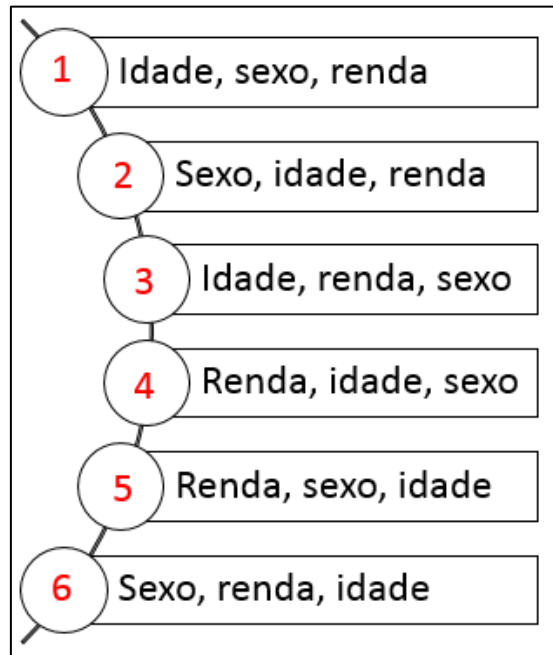 1 Idade, sexo, renda
2 Sexo, idade, renda
3 Idade, renda, sexo
4 Renda, idade, sexo
5 Renda, sexo, idade
6 Sexo, renda, idade